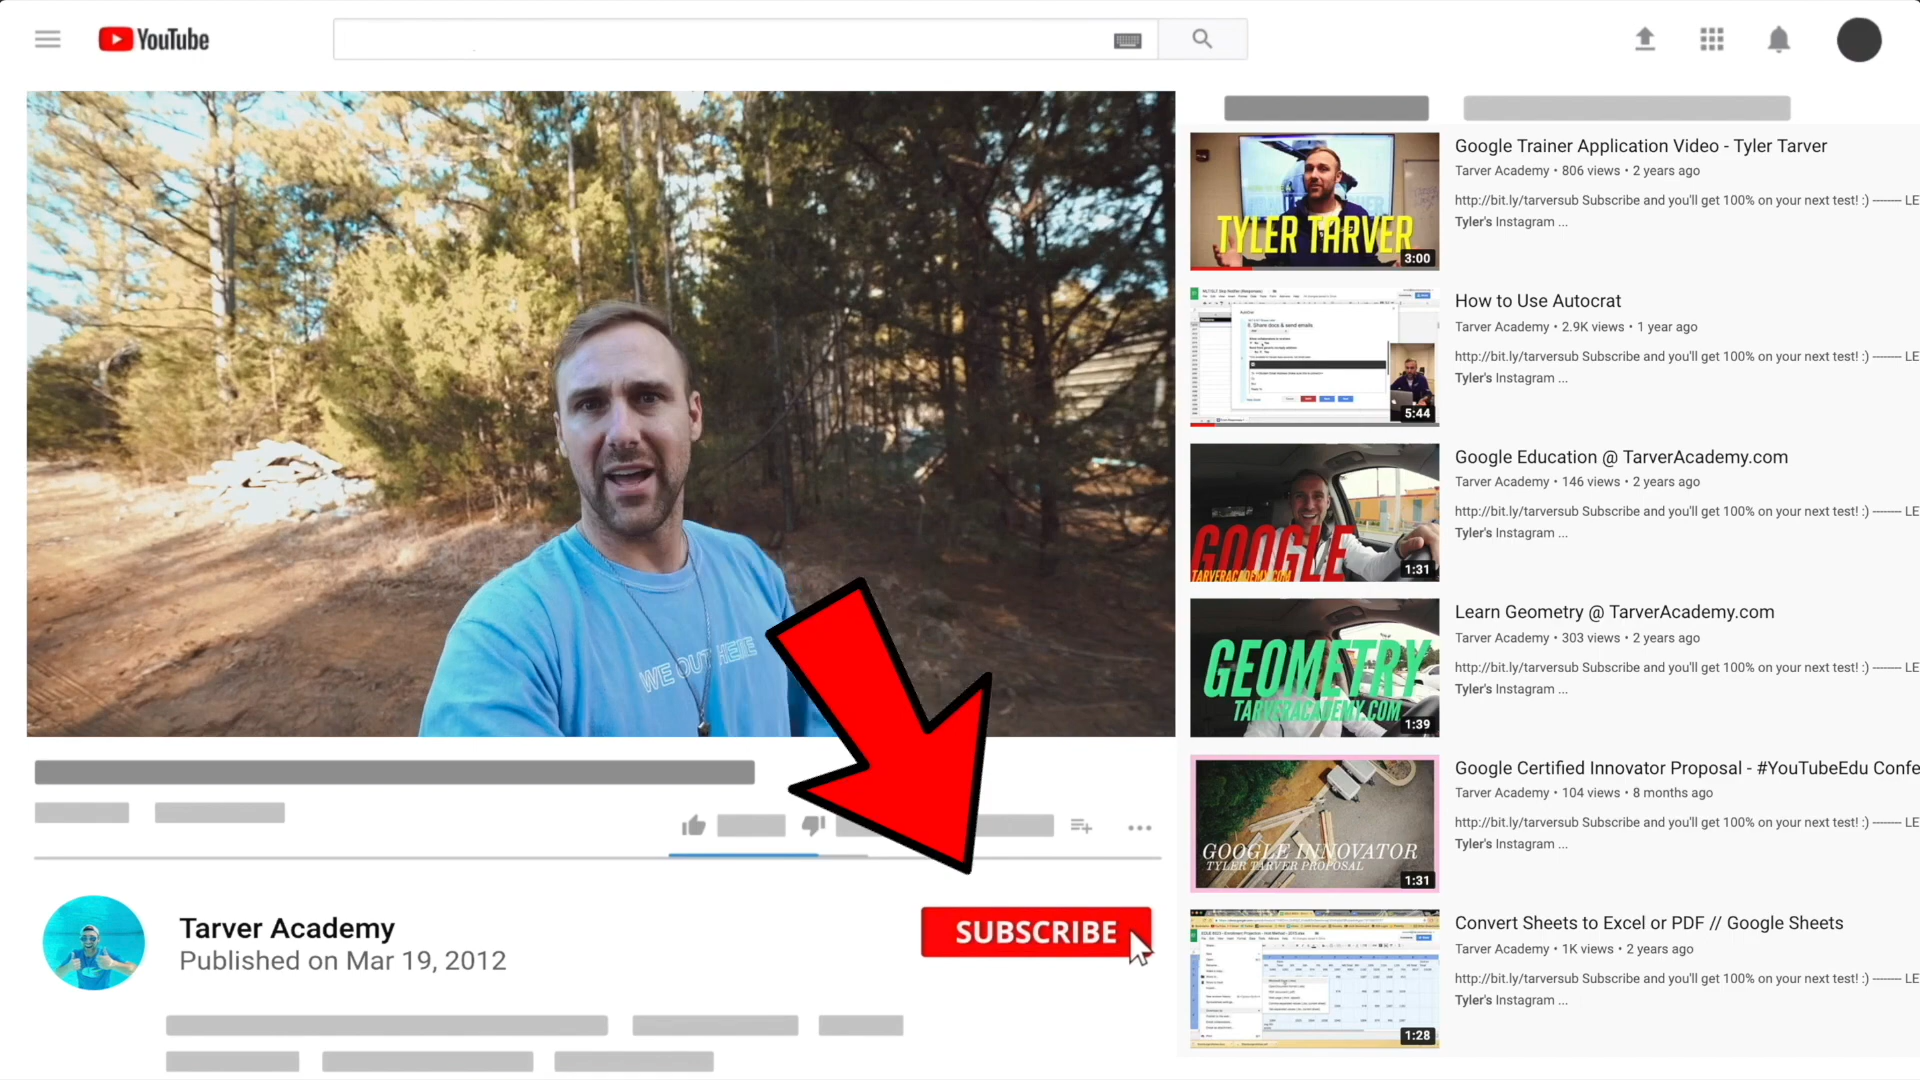 YouTube
WE OUT HERE
Tarver Academy
Published on Mar 19, 2012
SUBSCRIBE
TYLER TARVER
3:00
Google Trainer Application Video - Tyler Tarver
Tarver Academy • 806 views • 2 years ago
http://bit.ly/tarversub Subscribe and you'll get 100% on your next test! :) -------- LE
Tyler's Instagram ...
8. Share docs & send emails
5:44
How to Use Autocrat
Tarver Academy • 2.9K views • 1 year ago
http://bit.ly/tarversub Subscribe and you'll get 100% on your next test! :) -------- LE
Tyler's Instagram ...
GOOGLE
TARVERACADEMY.COM
1:31
Google Education @ TarverAcademy.com
Tarver Academy • 146 views • 2 years ago
http://bit.ly/tarversub Subscribe and you'll get 100% on your next test! :) -------- LE
Tyler's Instagram ...
GEOMETRY
TARVERACADEMY.COM
1:39
Learn Geometry @ TarverAcademy.com
Tarver Academy • 303 views • 2 years ago
http://bit.ly/tarversub Subscribe and you'll get 100% on your next test! :) -------- LE
Tyler's Instagram ...
GOOGLE INNOVATOR
TYLER TARVER PROPOSAL
1:31
Google Certified Innovator Proposal - #YouTubeEdu Confe
Tarver Academy • 104 views • 8 months ago
http://bit.ly/tarversub Subscribe and you'll get 100% on your next test! :) -------- LE
Tyler's Instagram ...
1:28
Convert Sheets to Excel or PDF // Google Sheets
Tarver Academy • 1K views • 2 years ago
http://bit.ly/tarversub Subscribe and you'll get 100% on your next test! :) -------- LE
Tyler's Instagram ...